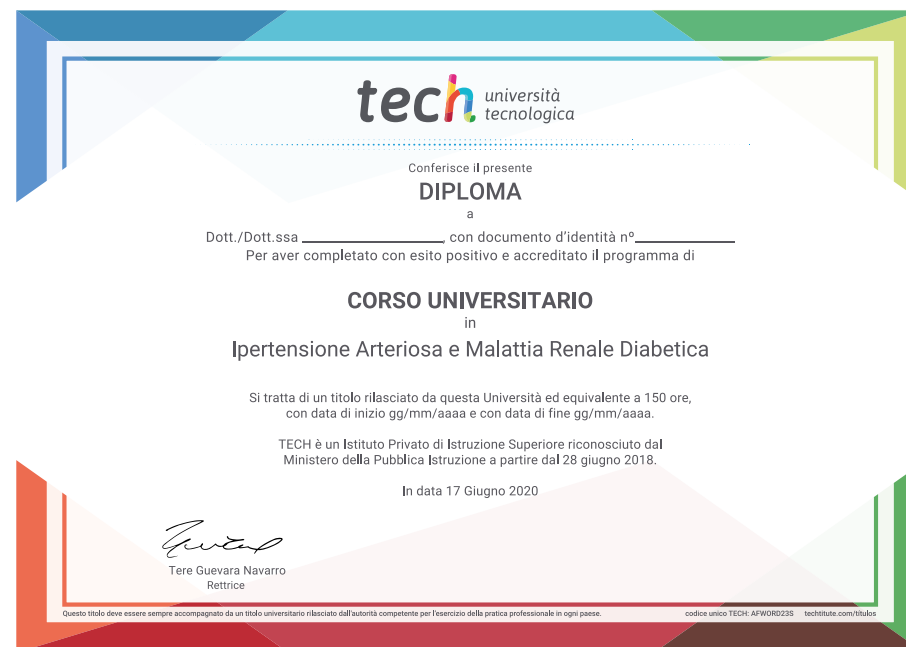 tech università
tecnologica
Conferisce il presente
DIPLOMA
a
Dott./Dott.ssa ____________________, con documento d'identità nº______________
Per aver completato con esito positivo e accreditato il programma di
CORSO UNIVERSITARIO
in
Ipertensione Arteriosa e Malattia Renale Diabetica
Si tratta di un titolo rilasciato da questa Università ed equivalente a 150 ore,
con data di inizio gg/mm/aaaa e con data di fine gg/mm/aaaa.
TECH è un Istituto Privato di Istruzione Superiore riconosciuto dal
Ministero della Pubblica Istruzione a partire dal 28 giugno 2018.
In data 17 Giugno 2020
Tere Guevara Navarro
Rettrice
Questo titolo deve essere sempre accompagnato da un titolo universitario rilasciato dall'autorità competente per l'esercizio della pratica professionale in ogni paese. codice unico TECH: AFWORD23S techtitute.com/titulos